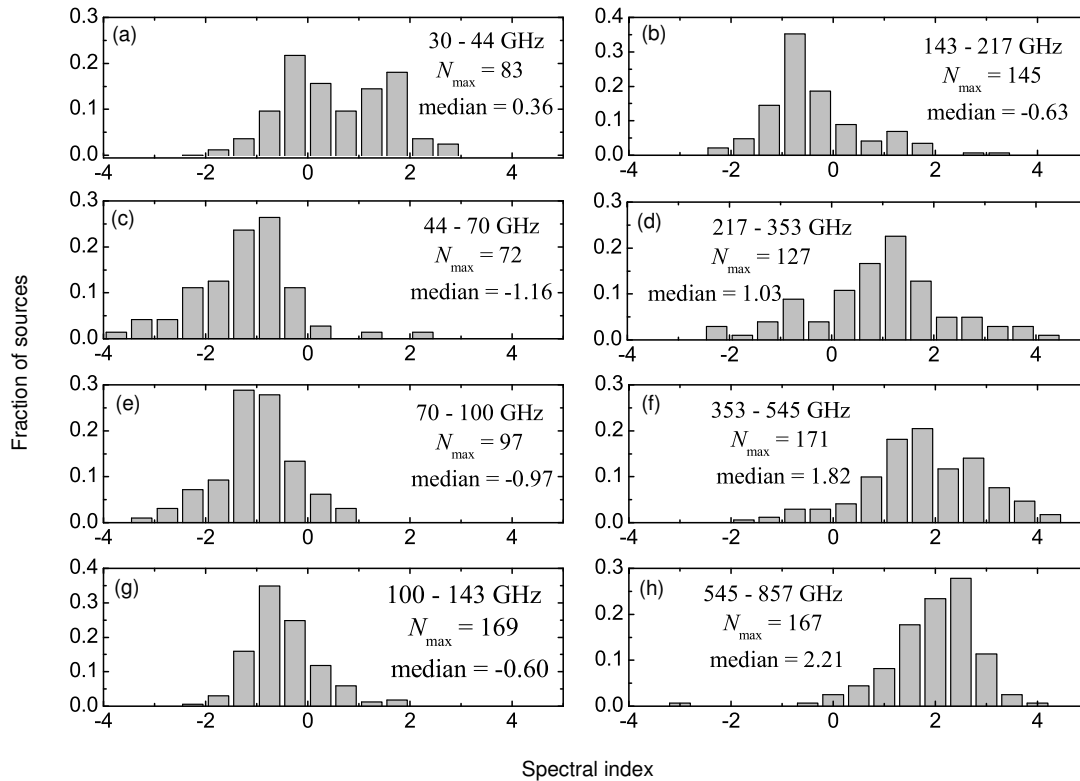 Fraction of sources
(a)
30 - 44 GHz
Nmax = 83
median = 0.36
0.3
0.2
0.1
0.0
-4 -2 0 2 4
(b)
143 - 217 GHz
Nmax = 145
median = -0.63
0.4
0.3
0.2
0.1
0.0
-4 -2 0 2 4
(c)
44 - 70 GHz
Nmax = 72
median = -1.16
0.3
0.2
0.1
0.0
-4 -2 0 2 4
(d)
217 - 353 GHz
Nmax = 127
median = 1.03
0.3
0.2
0.1
0.0
-4 -2 0 2 4
(e)
70 - 100 GHz
Nmax = 97
median = -0.97
0.3
0.2
0.1
0.0
-4 -2 0 2 4
(f)
353 - 545 GHz
Nmax = 171
median = 1.82
0.3
0.2
0.1
0.0
-4 -2 0 2 4
(g)
100 - 143 GHz
Nmax = 169
median = -0.60
0.4
0.3
0.2
0.1
0.0
-4 -2 0 2 4
(h)
545 - 857 GHz
Nmax = 167
median = 2.21
0.3
0.2
0.1
0.0
-4 -2 0 2 4
Spectral index